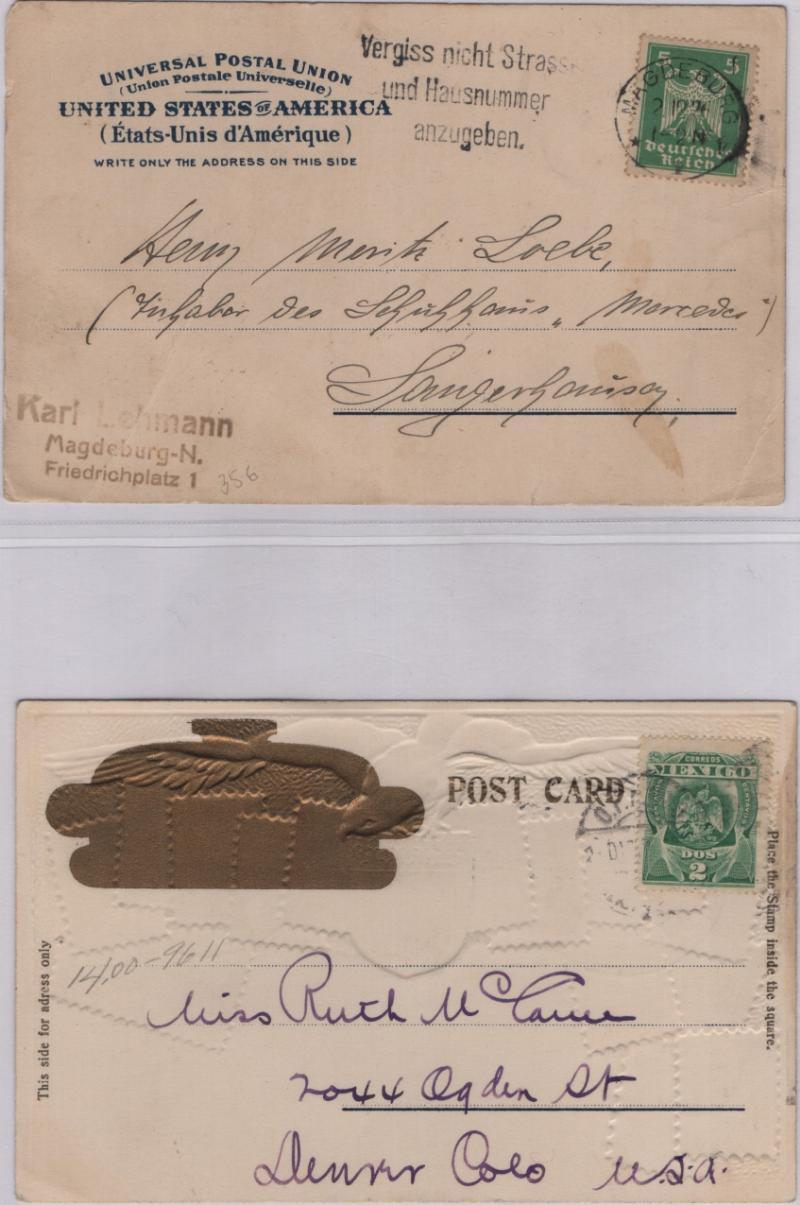 UNIVERSAL POSTAL UNION
(Union Postale Universelle)
UNITED STATES OF AMERICA
(États-Unis d'Amérique)
WRITE ONLY THE ADDRESS ON THIS SIDE
Vergiss nicht Strass
und Hausnummer
anzugeben.
5 5
MAGDEBURG
Deutsches
Reich
Moritz Loebe,
(Inhaber des Schuhhaus „Mercedes")
Sangerhausen,
Karl Lehmann
Magdeburg-N.
Friedrichplatz 1
356
POST CARD
CORREOS
MEXICO
DOS
2
Place the Stamp inside the square.
This side for adress only
14,00-9611
Miss Ruth
2044 Ogden St
Denver Colo U.S.A.